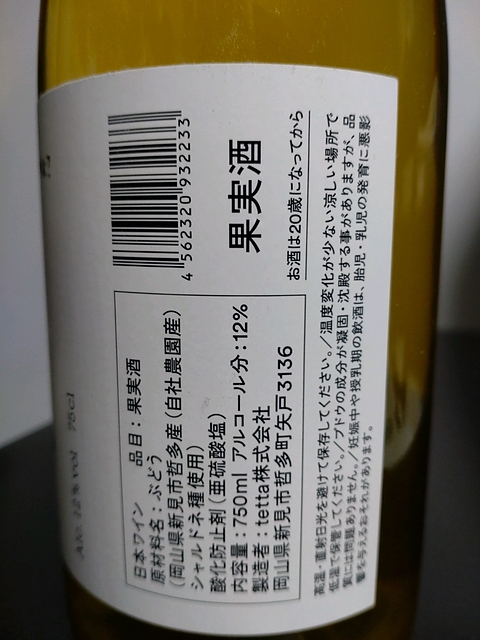 日本ワイン　品目：果実酒
原材料名：ぶどう
（岡山県新見市哲多産（自社農園産）
シャルドネ種使用）
酸化防止剤（亜硫酸塩）
内容量：750ml アルコール分：12%
製造者：tetta株式会社
岡山県新見市哲多町矢戸3136
4 562320 932233
果実酒
お酒は20歳になってから
高温・直射日光を避けて保存してください。／温度変化が少ない涼しい場所で
低温で保管してください。／ブドウの成分が凝固・沈殿する事がありますが、品
質には問題ありません。／妊娠中や授乳期の飲酒は、胎児・乳児の発育に悪影
響を与えるおそれがあります。
Alc. 12% vol 75cl